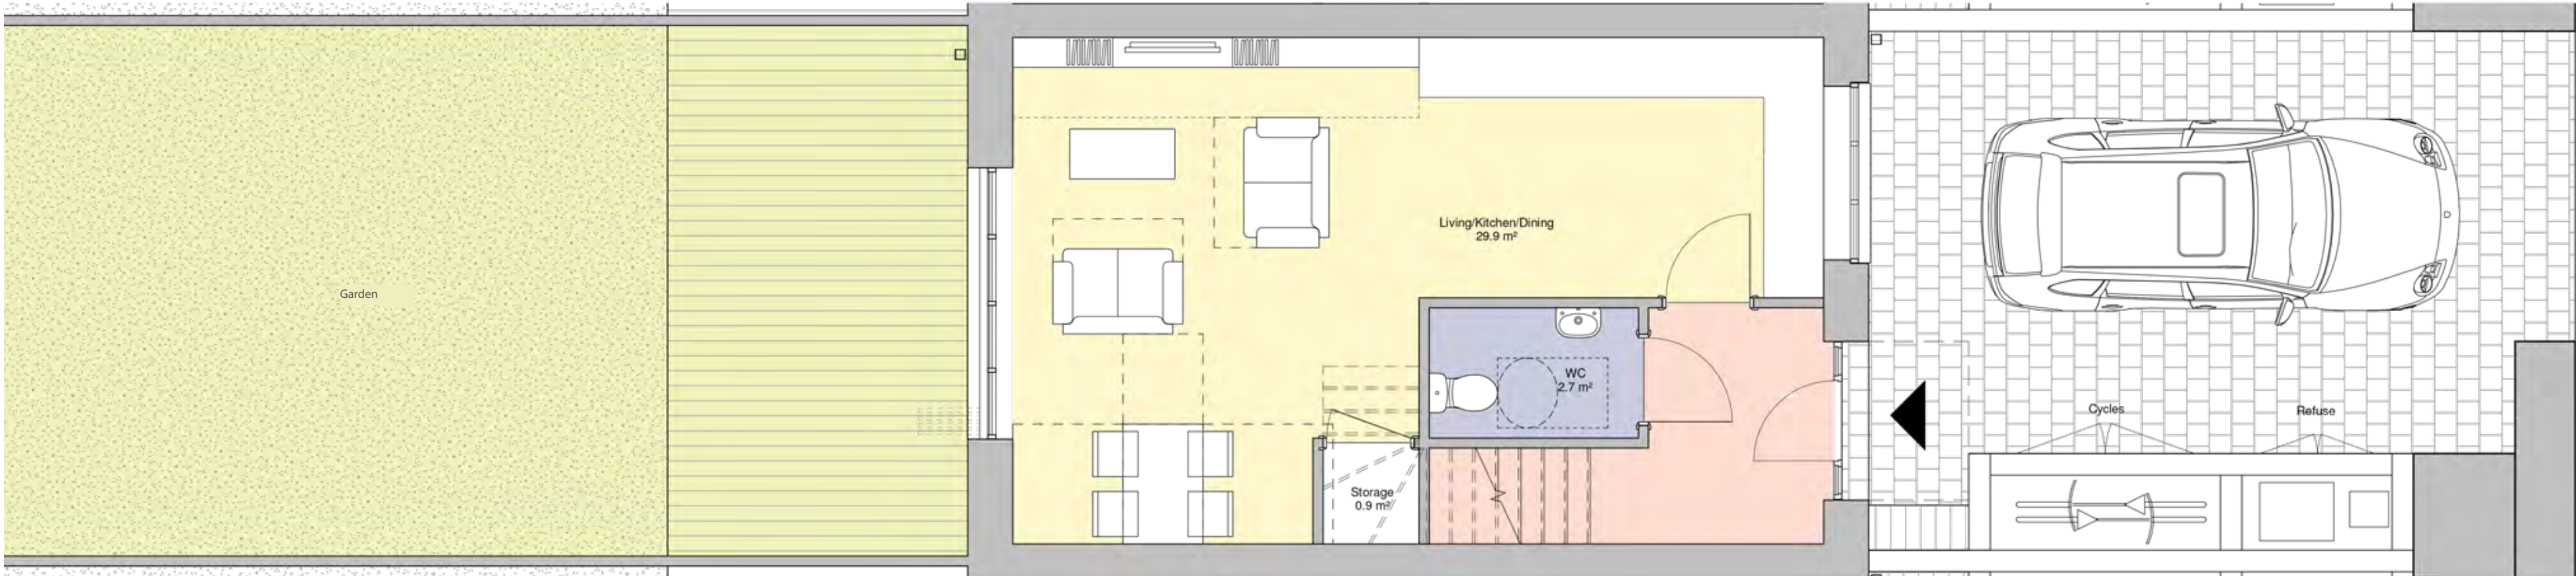 Garden
Living/Kitchen/Dining
29.9 m²
WC
2.7 m²
Storage
0.9 m²
Cycles
Refuse